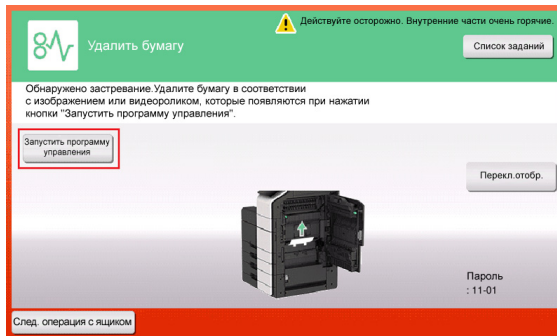 Действуйте осторожно. Внутренние части очень горячие.
Удалить бумагу
Список заданий
Обнаружено застревание.Удалите бумагу в соответствии
с изображением или видеороликом, которые появляются при нажатии
кнопки "Запустить программу управления".
Запустить программу
управления
Перекл.отобр.
Пароль
: 11-01
След. операция с ящиком